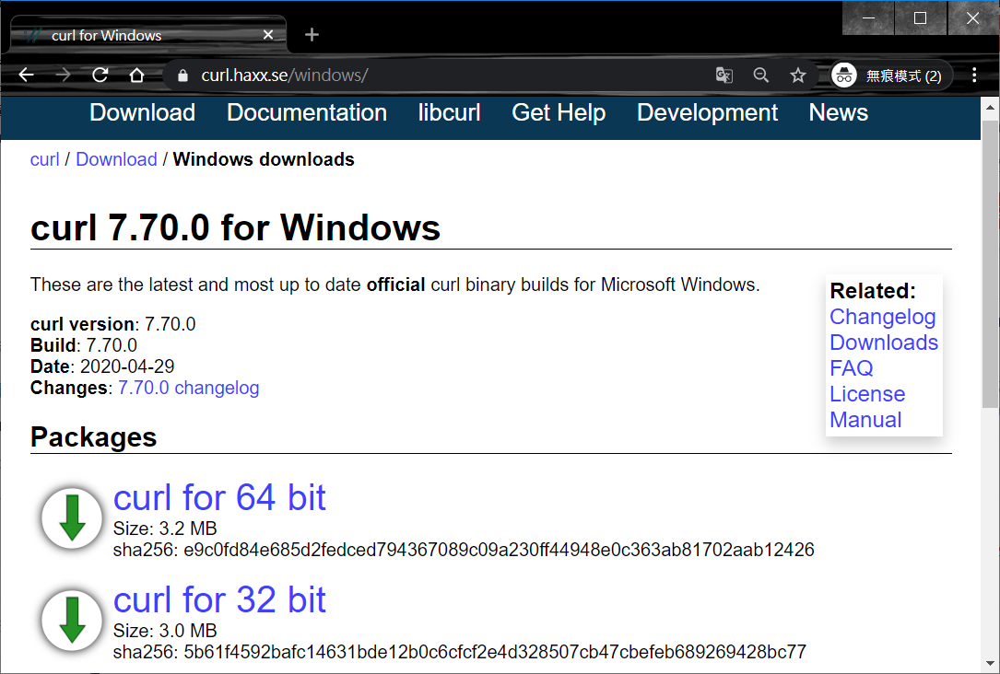 curl for Windows
curl.haxx.se/windows/
無痕模式 (2)
Download Documentation libcurl Get Help Development News
curl / Download / Windows downloads
curl 7.70.0 for Windows
These are the latest and most up to date official curl binary builds for Microsoft Windows.
curl version: 7.70.0
Build: 7.70.0
Date: 2020-04-29
Changes: 7.70.0 changelog
Related:
Changelog
Downloads
FAQ
License
Manual
Packages
curl for 64 bit
Size: 3.2 MB
sha256: e9c0fd84e685d2fedced794367089c09a230ff44948e0c363ab81702aab12426
curl for 32 bit
Size: 3.0 MB
sha256: 5b61f4592bafc14631bde12b0c6cfcf2e4d328507cb47cbefeb689269428bc77